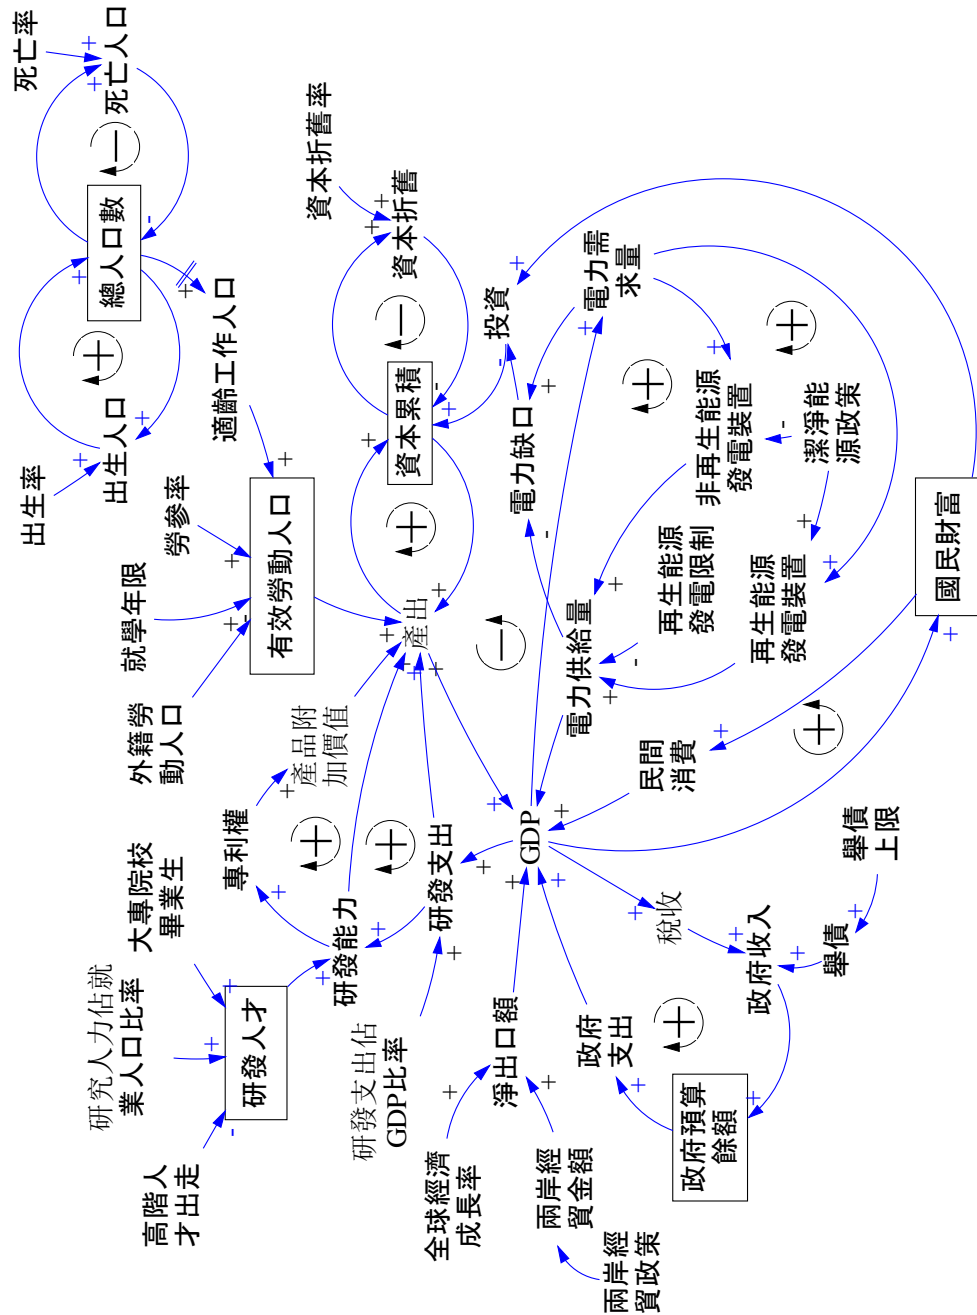 高階人
才出走
研究人力佔就
業人口比率
大專院校
畢業生
外籍勞
動人口
就學年限
勞參率
出生率
出生人口
總人口數
死亡率
死亡人口
適齡工作人口
有效勞動人口
研發人才
專利權
產品附
加價值
研發能力
研發支出
研發支出佔
GDP比率
產出
資本累積
資本折舊
資本折舊率
全球經濟
成長率
淨出口額
兩岸經
貿金額
兩岸經
貿政策
GDP
投資
電力缺口
電力需
求量
電力供給量
再生能源
發電限制
非再生能源
發電裝置
再生能源
發電裝置
潔淨能
源政策
政府
支出
政府預算
餘額
稅收
政府收入
舉債
舉債
上限
民間
消費
國民財富